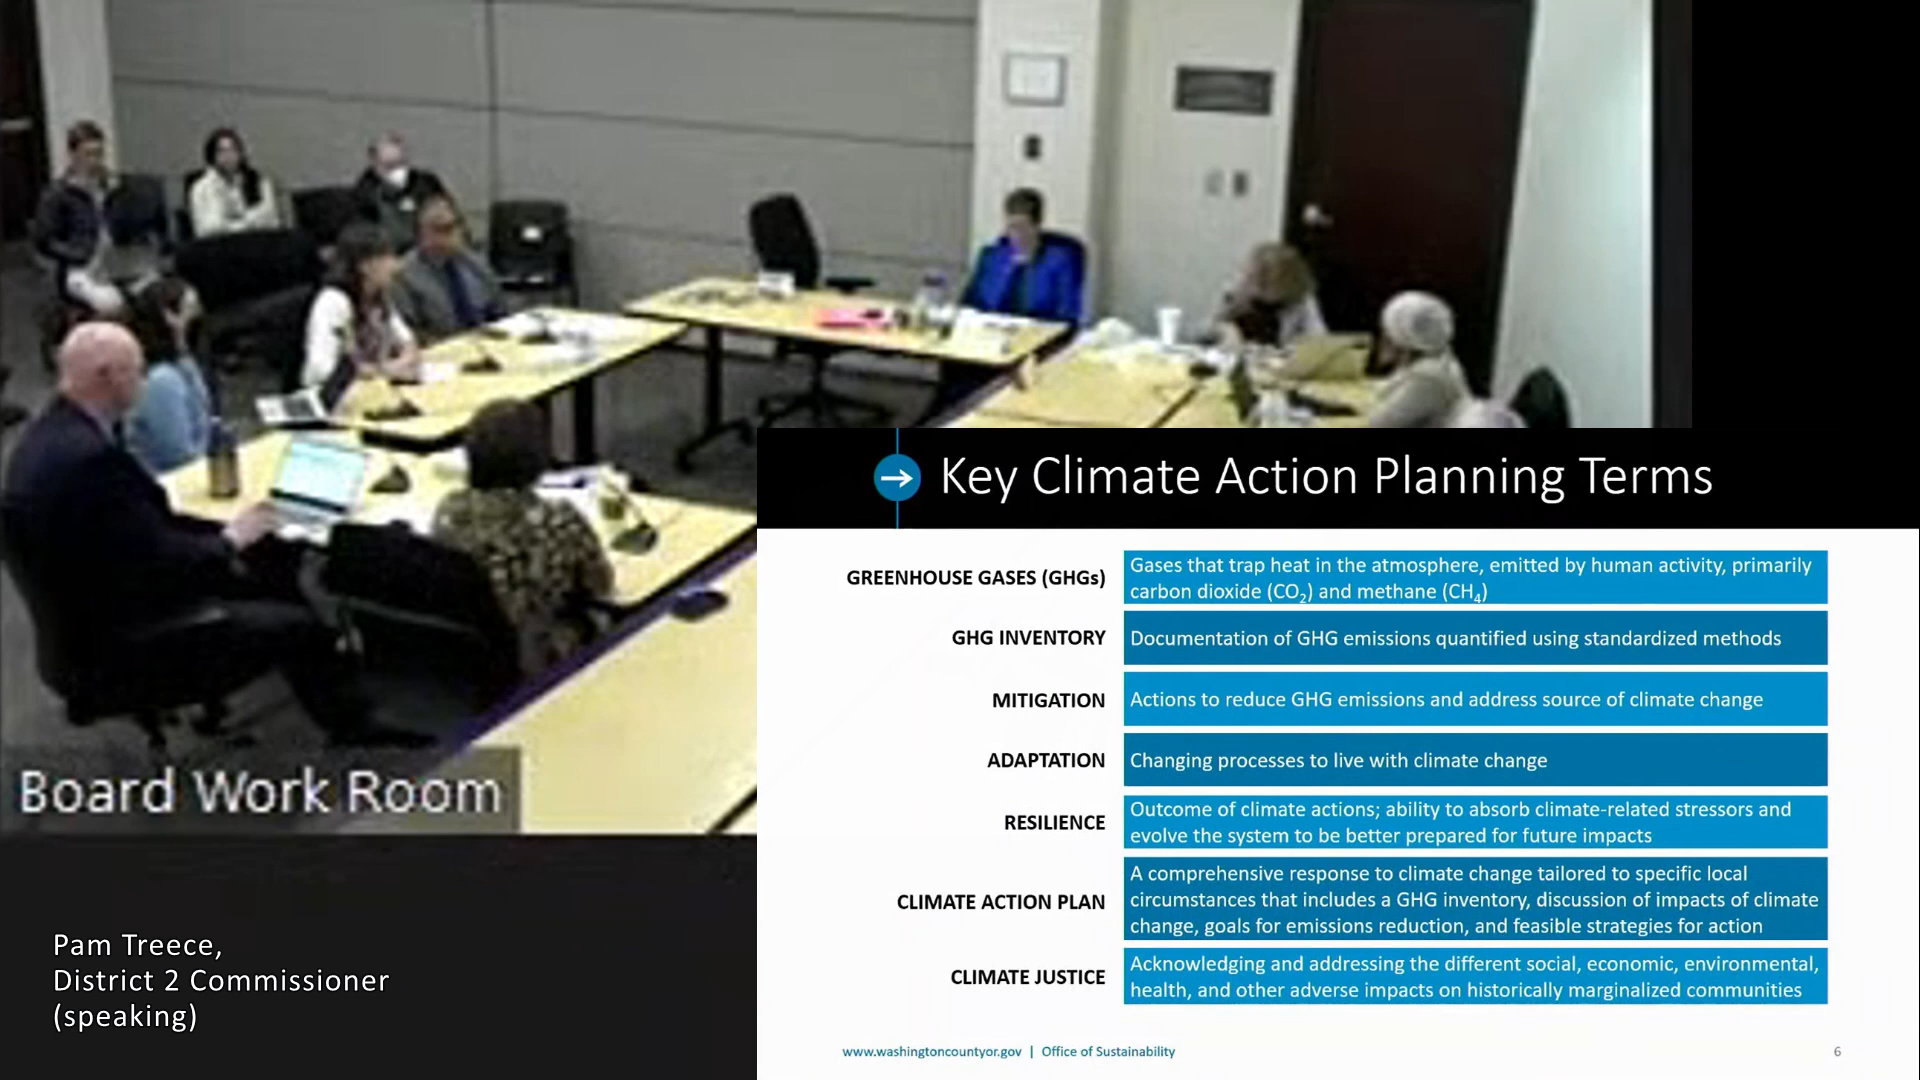 Board Work Room
Pam Treece,
District 2 Commissioner
(speaking)
Key Climate Action Planning Terms
GREENHOUSE GASES (GHGs)
Gases that trap heat in the atmosphere, emitted by human activity, primarily
carbon dioxide (CO₂) and methane (CH₄)
GHG INVENTORY
Documentation of GHG emissions quantified using standardized methods
MITIGATION
Actions to reduce GHG emissions and address source of climate change
ADAPTATION
Changing processes to live with climate change
RESILIENCE
Outcome of climate actions; ability to absorb climate-related stressors and
evolve the system to be better prepared for future impacts
CLIMATE ACTION PLAN
A comprehensive response to climate change tailored to specific local
circumstances that includes a GHG inventory, discussion of impacts of climate
change, goals for emissions reduction, and feasible strategies for action
CLIMATE JUSTICE
Acknowledging and addressing the different social, economic, environmental,
health, and other adverse impacts on historically marginalized communities
www.washingtoncountyor.gov | Office of Sustainability
6